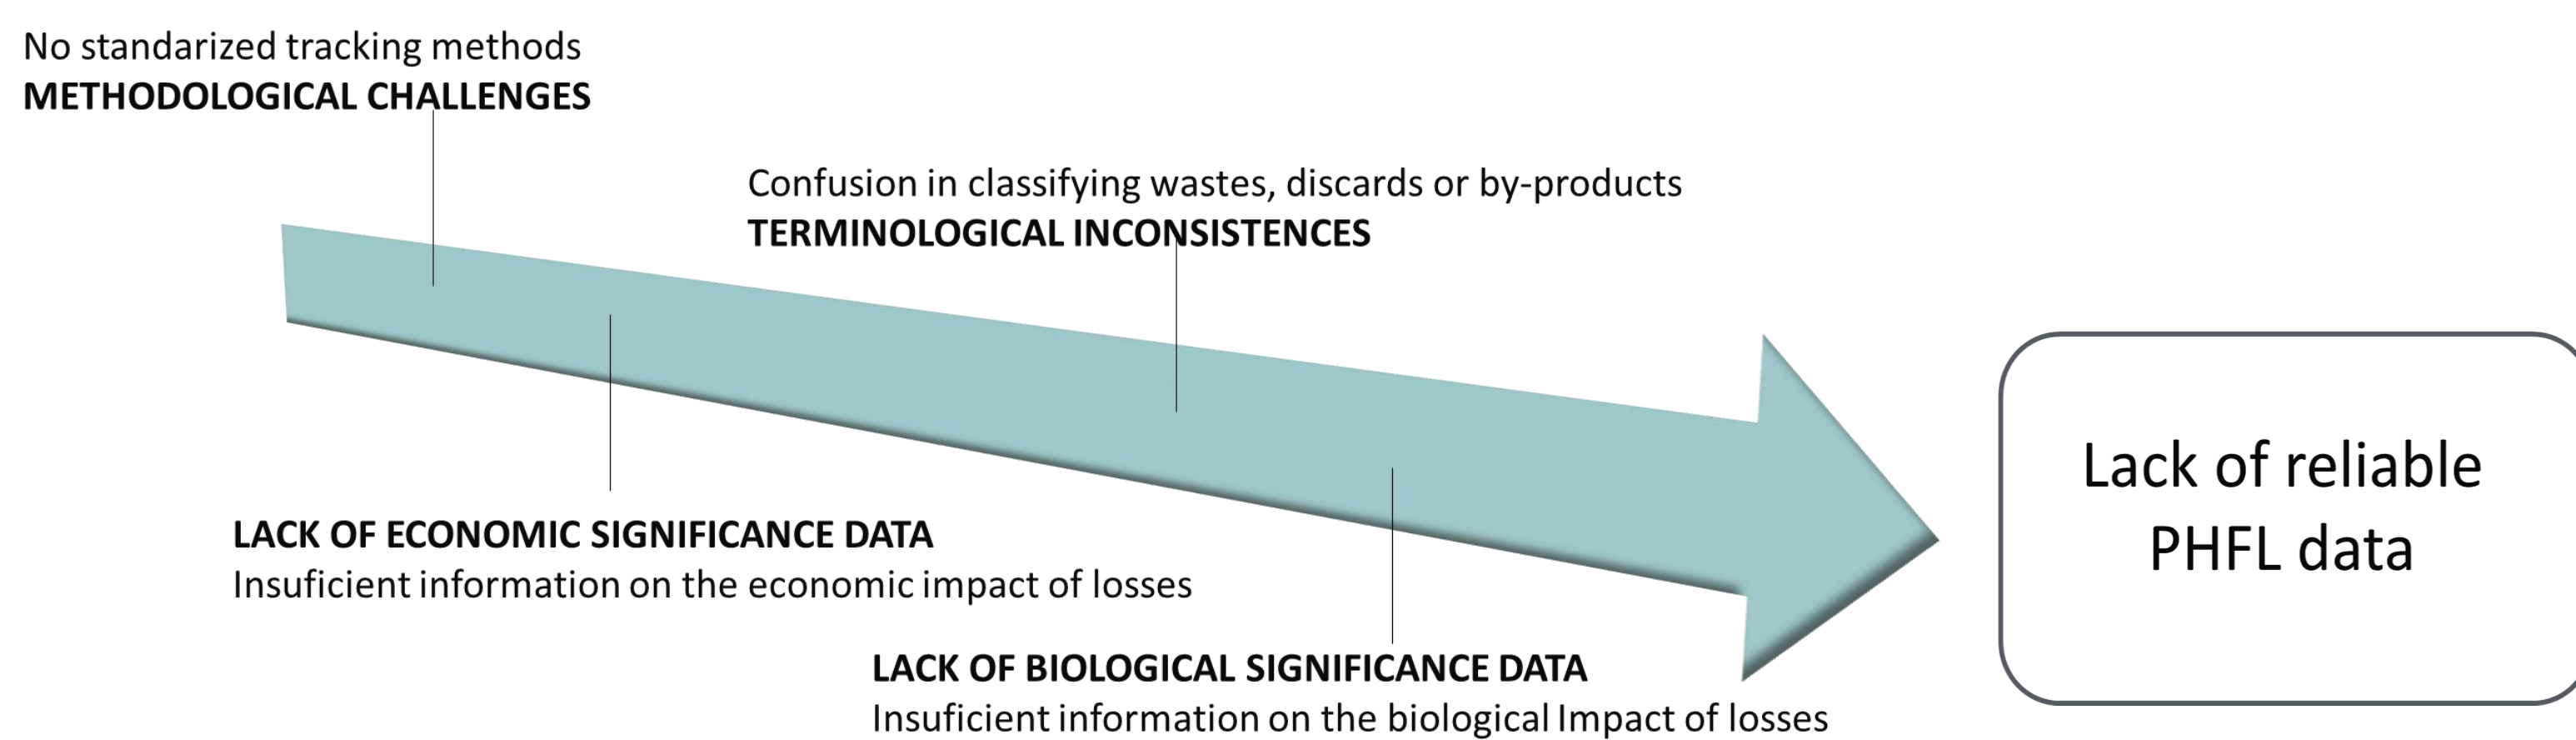 No standarized tracking methods
METHODOLOGICAL CHALLENGES
Confusion in classifying wastes, discards or by-products
TERMINOLOGICAL INCONSISTENCES
LACK OF ECONOMIC SIGNIFICANCE DATA
Insuficient information on the economic impact of losses
LACK OF BIOLOGICAL SIGNIFICANCE DATA
Insuficient information on the biological Impact of losses
Lack of reliable
PHFL data